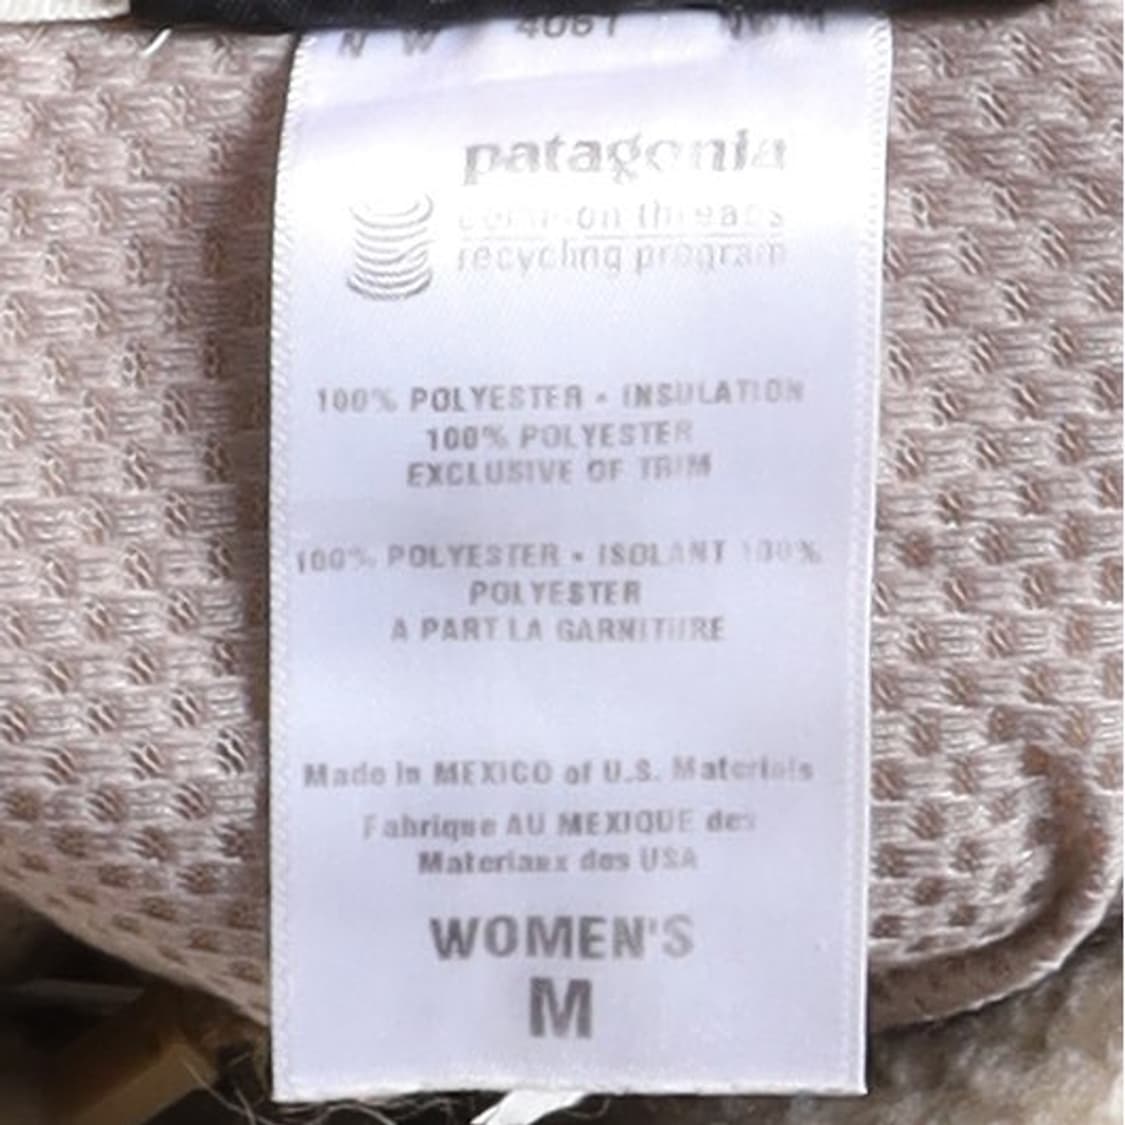 patagonia
common threads
recycling program
100% POLYESTER • INSULATION
100% POLYESTER
EXCLUSIVE OF TRIM
100% POLYESTER • ISOLANT 100%
POLYESTER
A PART LA GARNITURE
Made in MEXICO of U.S. Materials
Fabrique AU MEXIQUE des
Materiaux des USA
WOMEN'S
M